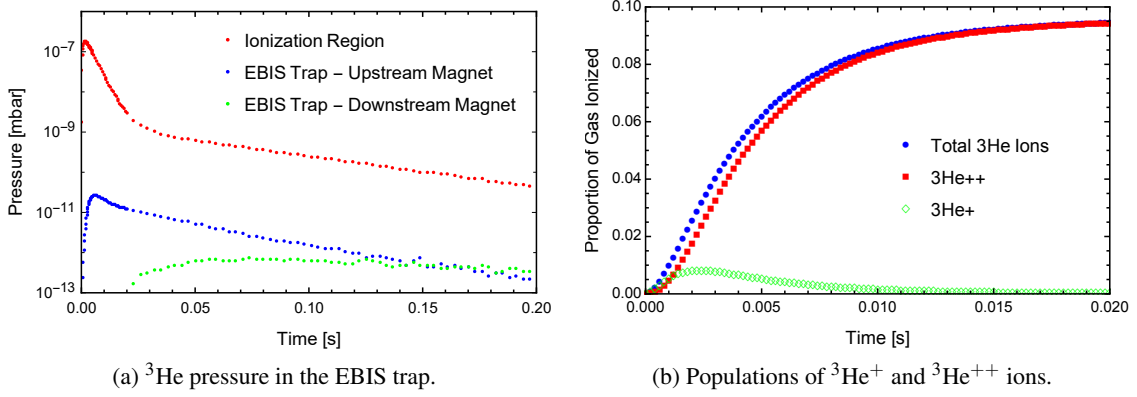 Pressure [mbar]
10⁻⁷
10⁻⁹
10⁻¹¹
10⁻¹³
Ionization Region
EBIS Trap – Upstream Magnet
EBIS Trap – Downstream Magnet
0.00 0.05 0.10 0.15 0.20
Time [s]
(a) ³He pressure in the EBIS trap.
Proportion of Gas Ionized
0.10
0.08
0.06
0.04
0.02
0.00
Total 3He Ions
3He++
3He+
0.000 0.005 0.010 0.015 0.020
Time [s]
(b) Populations of ³He⁺ and ³He⁺⁺ ions.